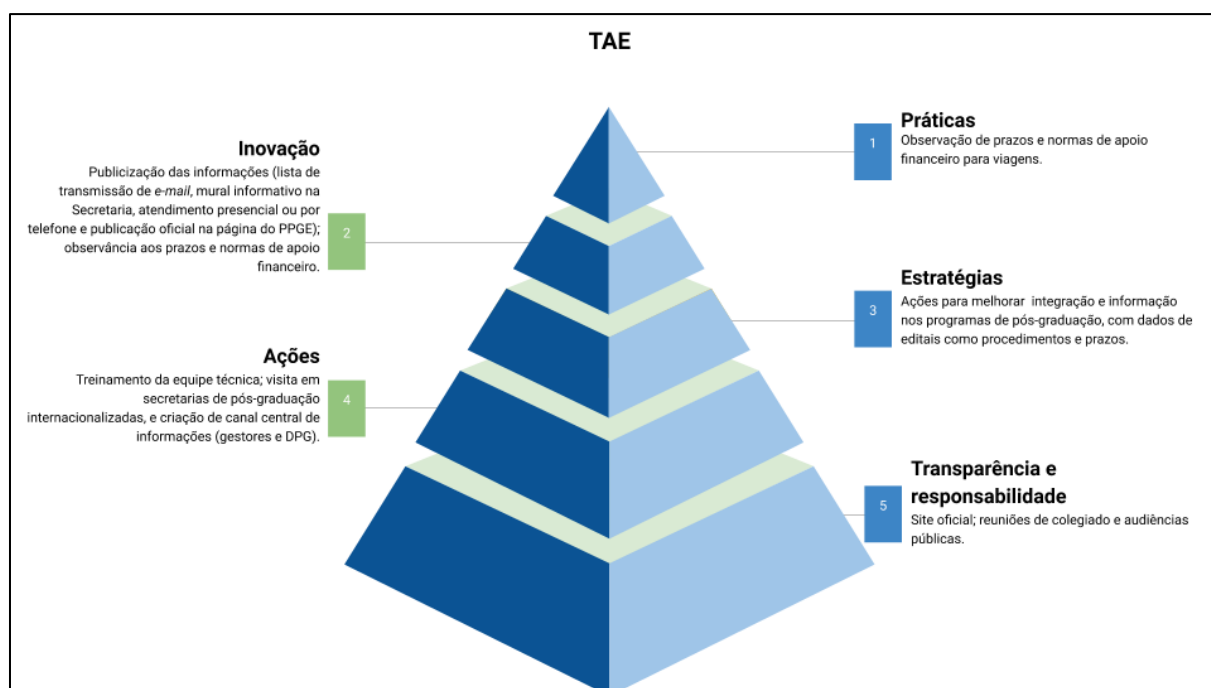 TAE
Práticas
1
Observação de prazos e normas de apoio
financeiro para viagens.
Inovação
Publicização das informações (lista de
transmissão de e-mail, mural informativo na
Secretaria, atendimento presencial ou por
telefone e publicação oficial na página do PPGE);
observância aos prazos e normas de apoio
financeiro.
2
Estratégias
3
Ações para melhorar integração e informação
nos programas de pós-graduação, com dados de
editais como procedimentos e prazos.
Ações
Treinamento da equipe técnica; visita em
secretarias de pós-graduação
internacionalizadas, e criação de canal central de
informações (gestores e DPG).
4
Transparência e
responsabilidade
5
Site oficial; reuniões de colegiado e audiências
públicas.